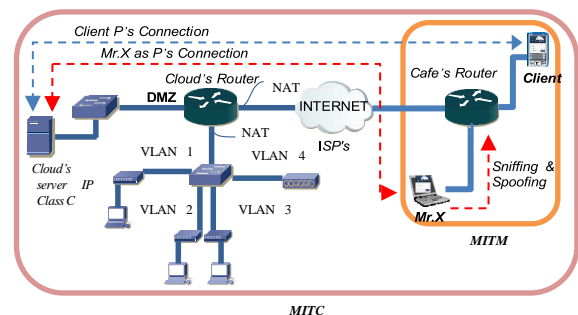 Client P's Connection
Mr.X as P's Connection
Cloud's Router
Cafe's Router
Client
DMZ
NAT
INTERNET
NAT
ISP's
VLAN 1
VLAN 4
Cloud's
server IP
Class C
Sniffing &
Spoofing
VLAN 2
VLAN 3
Mr.X
MITM
MITC